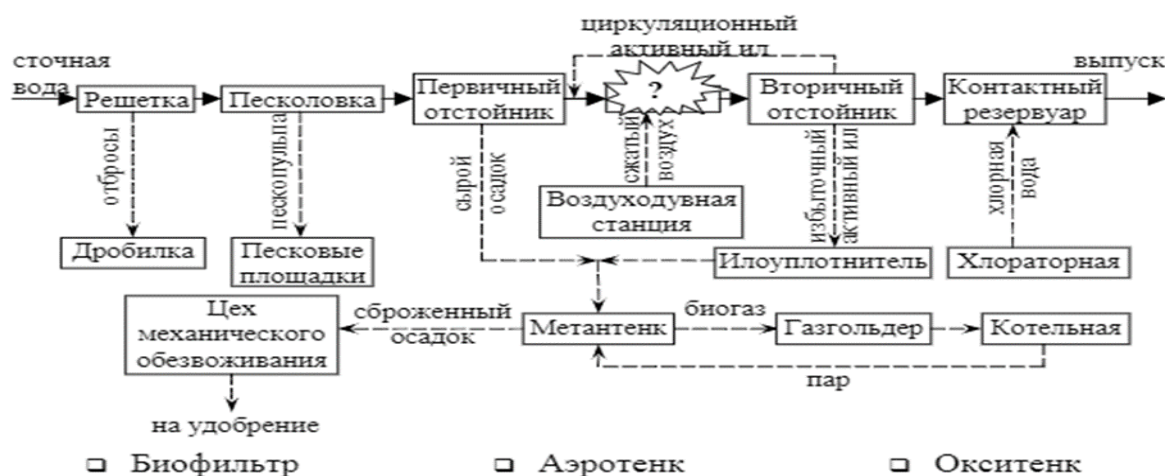 циркуляционный
активный ил
сточная
вода
Решетка
Песколовка
Первичный
отстойник
?
Вторичный
отстойник
Контактный
резервуар
выпуск
отбросы
пескопульпа
сырой
осадок
сжатый
воздух
избыточный
активный ил
хлорная
вода
Воздуходувная
станция
Дробилка
Песковые
площадки
Илоуплотнитель
Хлораторная
Цех
механического
обезвоживания
сброженный
осадок
Метантенк
биогаз
Газгольдер
Котельная
пар
на удобрение
Биофильтр
Аэротенк
Окситенк